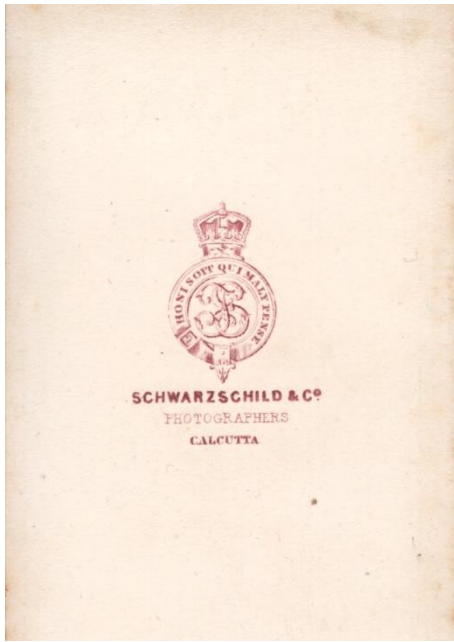 HONI SOIT QUI MAL Y PENSE
SCHWARZSCHILD & Cº
PHOTOGRAPHERS
CALCUTTA